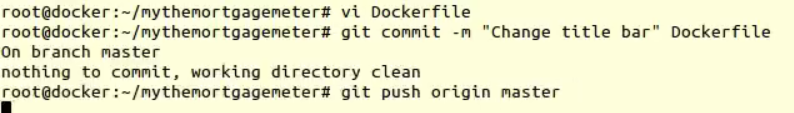 root@docker:~/mythemortgagemeter# vi Dockerfile
root@docker:~/mythemortgagemeter# git commit -m "Change title bar" Dockerfile
On branch master
nothing to commit, working directory clean
root@docker:~/mythemortgagemeter# git push origin master